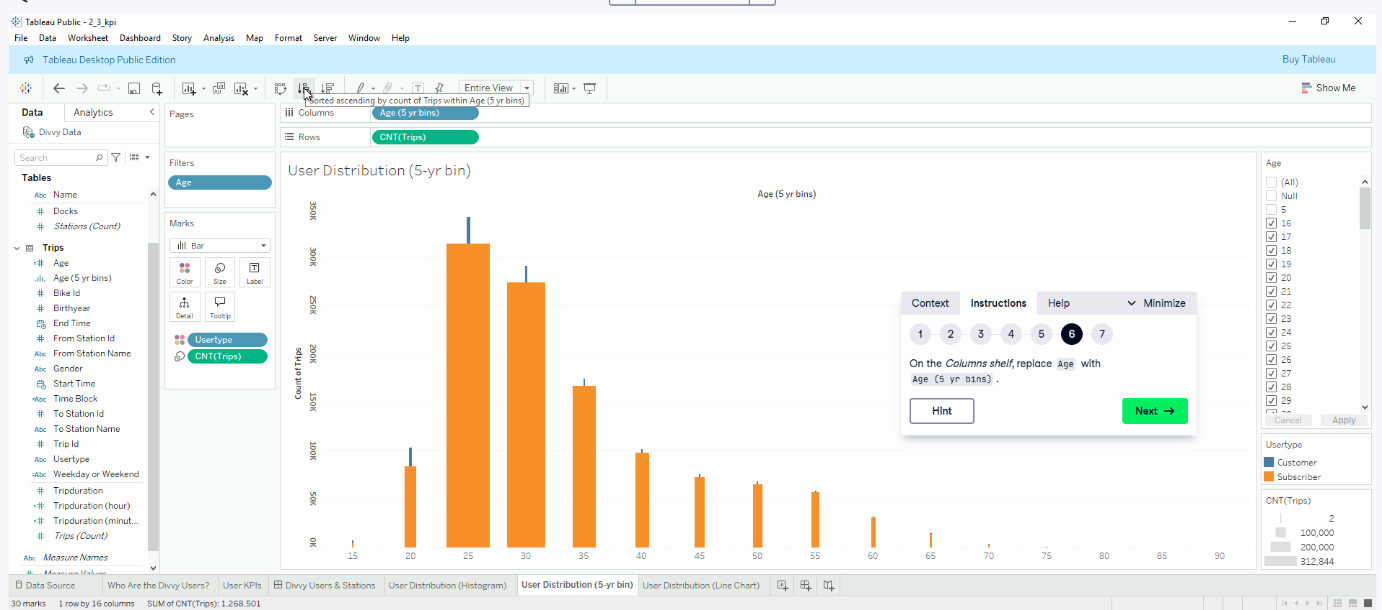 Tableau Public - 2_3_kpi
File Data Worksheet Dashboard Story Analysis Map Format Server Window Help
Tableau Desktop Public Edition
Buy Tableau
Entire View
Show Me
Sorted ascending by count of Trips within Age (5 yr bins)
Data Analytics
Divvy Data
Search
Tables
Abc Name
Docks
Stations (Count)
Trips
Age
Age (5 yr bins)
Bike Id
Birthyear
End Time
From Station Id
Abc From Station Name
Abc Gender
Start Time
=Abc Time Block
To Station Id
Abc To Station Name
Trip Id
Abc Usertype
=Abc Weekday or Weekend
Tripduration
Tripduration (hour)
Tripduration (minut...
Trips (Count)
Abc Measure Names
Measure Values
Pages
Filters
Age
Marks
Bar
Color Size Label
Detail Tooltip
Usertype
CNT(Trips)
Columns Age (5 yr bins)
Rows CNT(Trips)
User Distribution (5-yr bin)
Age (5 yr bins)
Count of Trips
350K
300K
250K
200K
150K
100K
50K
0K
15 20 25 30 35 40 45 50 55 60 65 70 75 80 85 90
Context Instructions Help Minimize
1 2 3 4 5 6 7
On the Columns shelf, replace Age with
Age (5 yr bins) .
Hint
Next →
Age
(All)
Null
5
16
17
18
19
20
21
22
23
24
25
26
27
28
29
Cancel Apply
Usertype
Customer
Subscriber
CNT(Trips)
2
100,000
200,000
312,844
Data Source Who Are the Divvy Users? User KPIs Divvy Users & Stations User Distribution (Histogram) User Distribution (5-yr bin) User Distribution (Line Chart)
30 marks 1 row by 16 columns SUM of CNT(Trips): 1.268.501